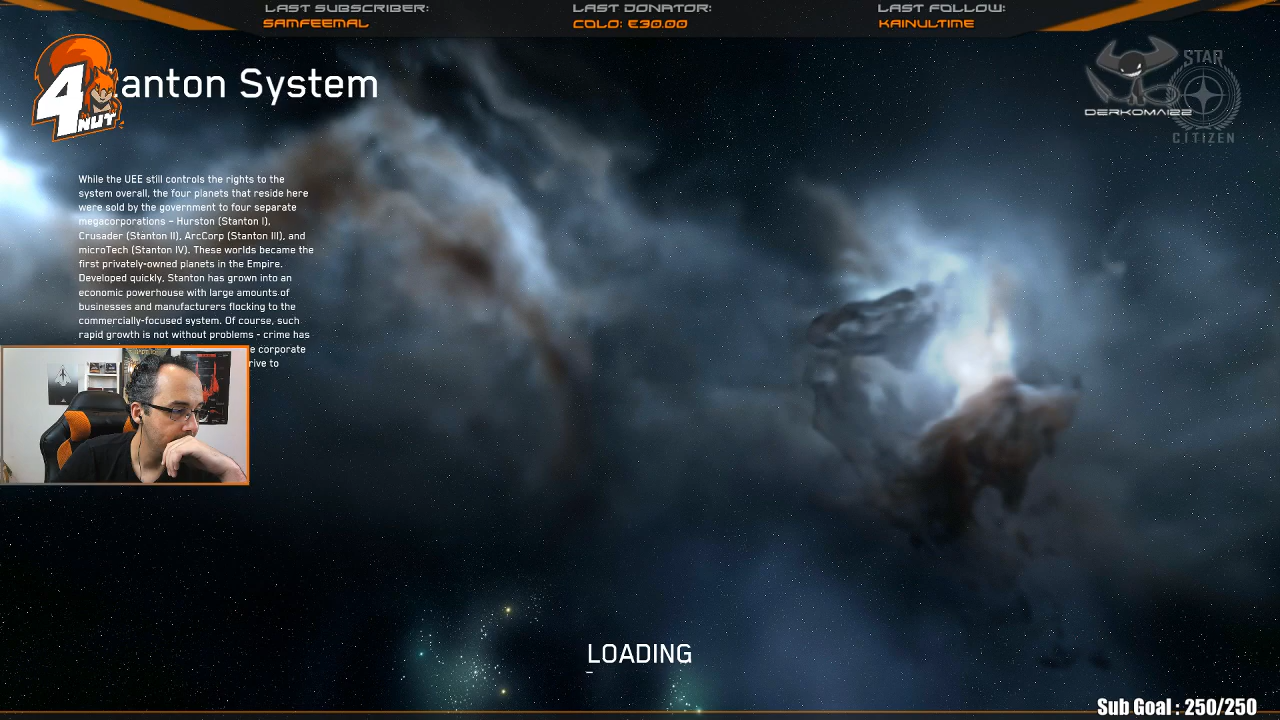 LAST SUBSCRIBER:
SAMFEEMAL
LAST DONATOR:
COLO: £30.00
LAST FOLLOW:
KAINULTIME
4
NUT
anton System
DERKOMAI22
STAR
CITIZEN
While the UEE still controls the rights to the
system overall, the four planets that reside here
were sold by the government to four separate
megacorporations – Hurston (Stanton I),
Crusader (Stanton II), ArcCorp (Stanton III), and
microTech (Stanton IV). These worlds became the
first privately-owned planets in the Empire.
Developed quickly, Stanton has grown into an
economic powerhouse with large amounts of
businesses and manufacturers flocking to the
commercially-focused system. Of course, such
rapid growth is not without problems - crime has
e corporate
rive to
LOADING
Sub Goal : 250/250